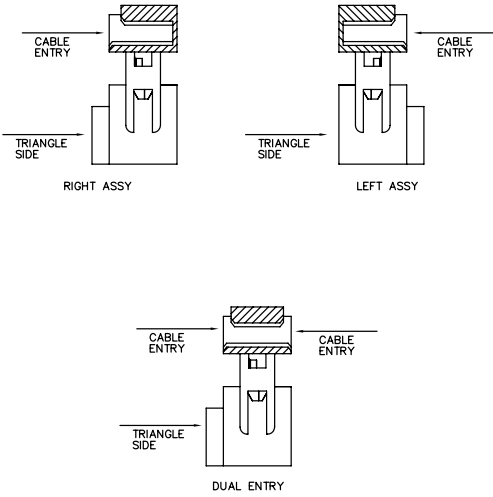 CABLE
ENTRY
CABLE
ENTRY
TRIANGLE
SIDE
TRIANGLE
SIDE
RIGHT ASSY
LEFT ASSY
CABLE
ENTRY
CABLE
ENTRY
TRIANGLE
SIDE
DUAL ENTRY